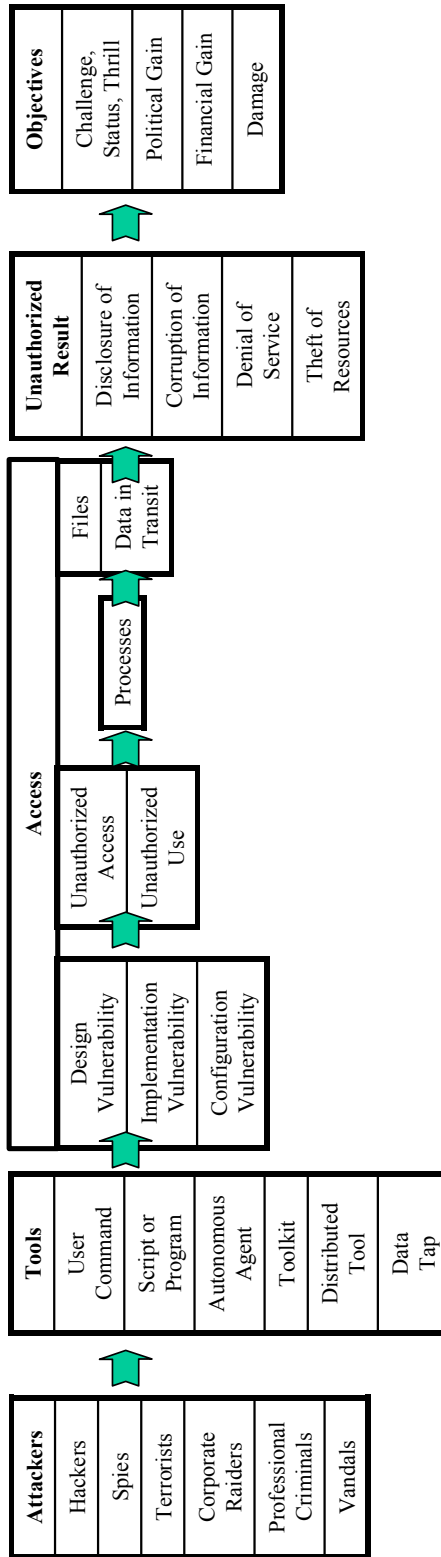 Attackers
Hackers
Spies
Terrorists
Corporate
Raiders
Professional
Criminals
Vandals
Tools
User
Command
Script or
Program
Autonomous
Agent
Toolkit
Distributed
Tool
Data
Tap
Access
Design
Vulnerability
Implementation
Vulnerability
Configuration
Vulnerability
Unauthorized
Access
Unauthorized
Use
Processes
Files
Data in
Transit
Unauthorized
Result
Disclosure of
Information
Corruption of
Information
Denial of
Service
Theft of
Resources
Objectives
Challenge,
Status, Thrill
Political Gain
Financial Gain
Damage